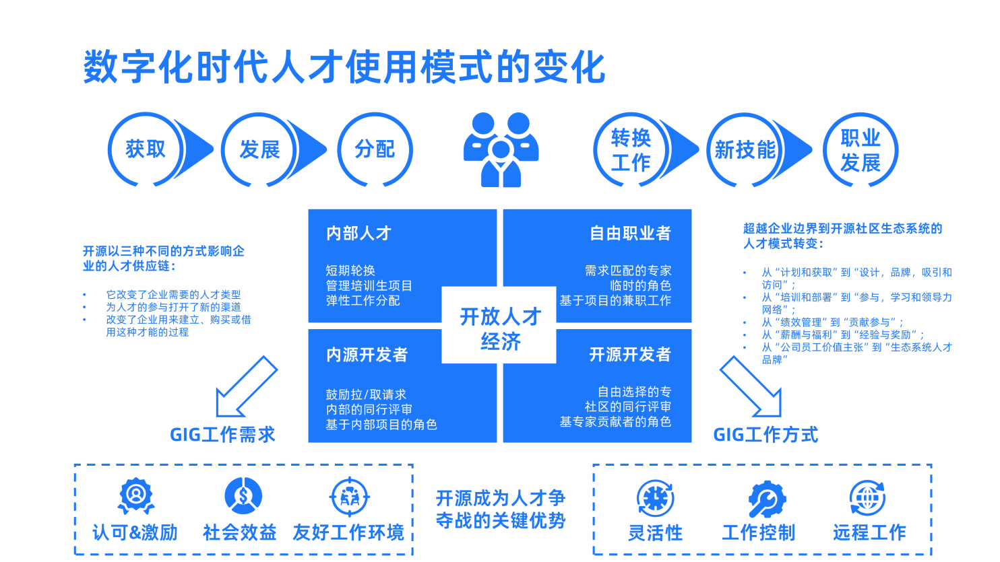 数字化时代人才使用模式的变化
获取
发展
分配
转换
工作
新技能
职业
发展
开源以三种不同的方式影响企
业的人才供应链：
• 它改变了企业需要的人才类型
• 为人才的参与打开了新的渠道
• 改变了企业用来建立、购买或借
用这种才能的过程
内部人才
短期轮换
管理培训生项目
弹性工作分配
自由职业者
需求匹配的专家
临时的角色
基于项目的兼职工作
开放人才
经济
内源开发者
鼓励拉/取请求
内部的同行评审
基于内部项目的角色
开源开发者
自由选择的专
社区的同行评审
基专家贡献者的角色
超越企业边界到开源社区生态系统的
人才模式转变：
• 从“计划和获取”到“设计，品牌，吸引和
访问”；
• 从“培训和部署”到“参与，学习和领导力
网络”；
• 从“绩效管理”到“贡献参与”；
• 从“薪酬与福利”到“经验与奖励”；
• 从“公司员工价值主张”到“生态系统人才
品牌”
GIG工作需求
GIG工作方式
认可&激励
社会效益
友好工作环境
开源成为人才争
夺战的关键优势
灵活性
工作控制
远程工作